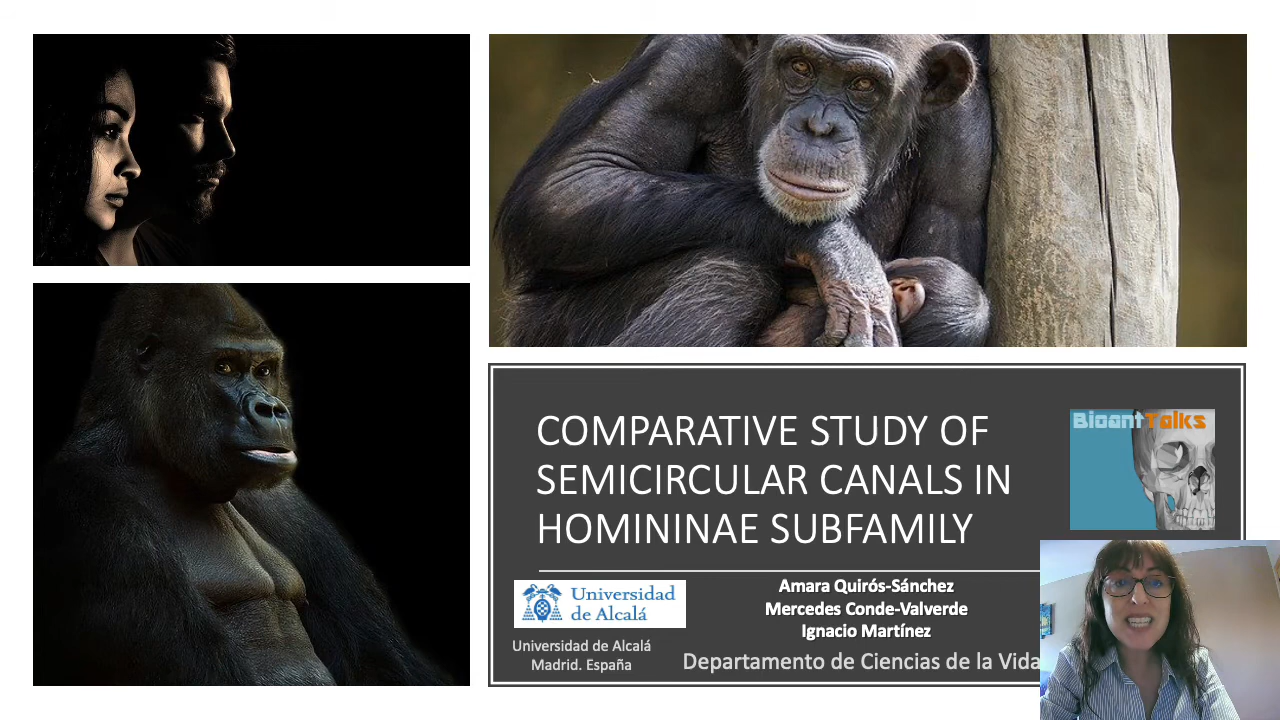 COMPARATIVE STUDY OF
SEMICIRCULAR CANALS IN
HOMININAE SUBFAMILY
BioantTalks
Universidad
de Alcalá
Universidad de Alcalá
Madrid. España
Amara Quirós-Sánchez
Mercedes Conde-Valverde
Ignacio Martínez
Departamento de Ciencias de la Vida